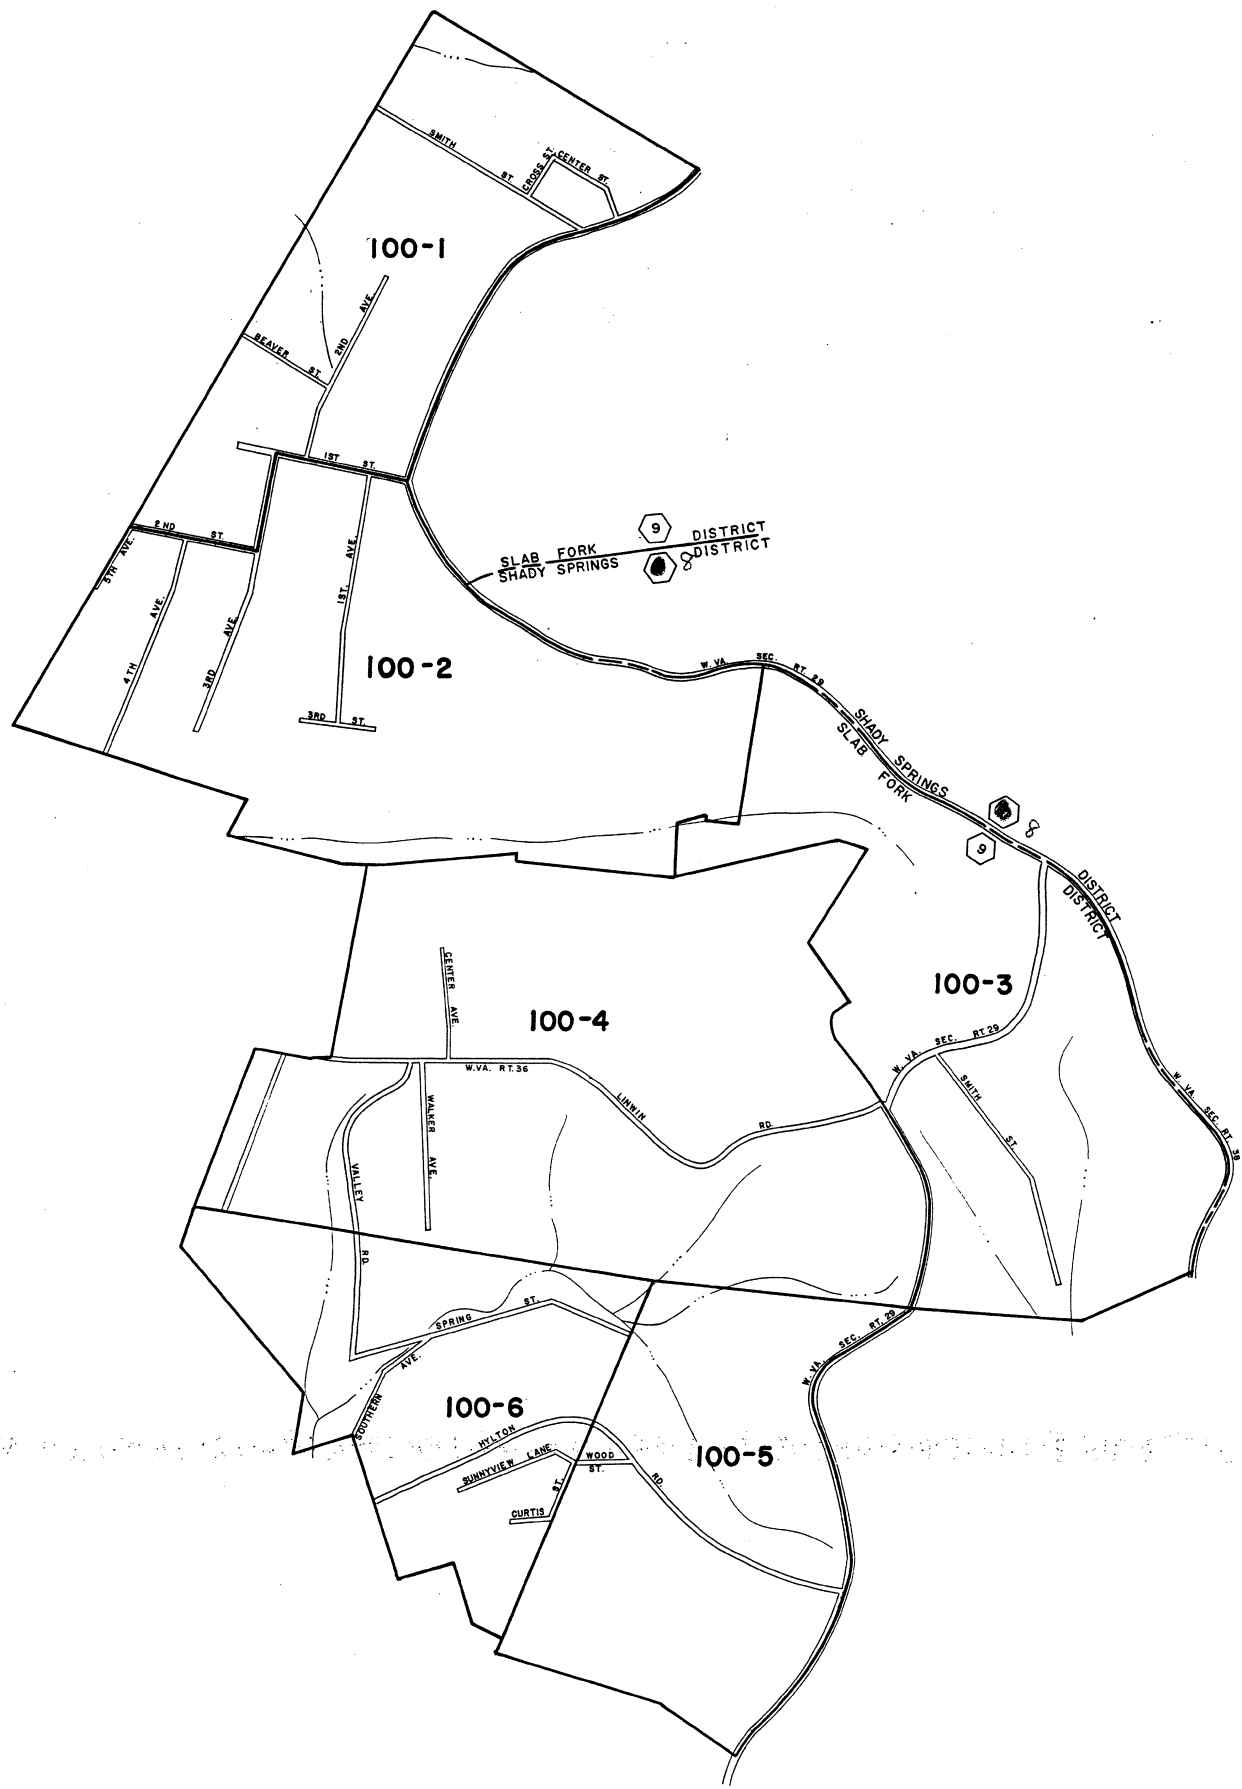 SMITH ST.
CROSS ST.
CENTER ST.
100-1
2ND AVE.
BEAVER ST.
1ST ST.
2ND ST.
5TH AVE.
SLAB FORK DISTRICT
9
SHADY SPRINGS DISTRICT
8
1ST. AVE.
4TH AVE.
3RD AVE.
100-2
3RD ST.
W. VA. SEC. RT. 29
SHADY SPRINGS DISTRICT
SLAB FORK DISTRICT
8
9
100-3
CENTER AVE.
100-4
W. VA. SEC. RT 29
W.VA. RT. 36
SMITH ST.
LINWIN RD.
WALKER AVE.
W. VA. SEC. RT. 38
VALLEY RD.
SPRING ST.
W. VA. SEC. RT. 29
SOUTHERN AVE.
100-6
HYLTON RD.
100-5
SUNNYVIEW LANE
WOOD ST.
CURTIS ST.